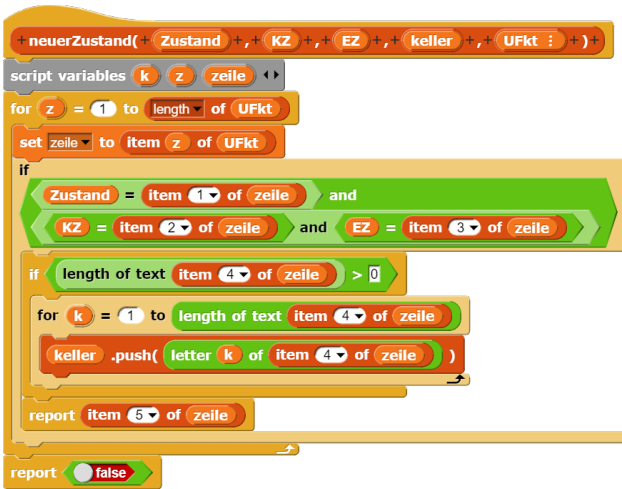 +neuerZustand(+ Zustand +,+ KZ +,+ EZ +,+ keller +,+ UFkt ⋮ +)+
script variables k z zeile
for z = 1 to length of UFkt
set zeile to item z of UFkt
if
Zustand = item 1 of zeile and
KZ = item 2 of zeile and EZ = item 3 of zeile
if length of text item 4 of zeile > 0
for k = 1 to length of text item 4 of zeile
keller .push( letter k of item 4 of zeile )
report item 5 of zeile
report false